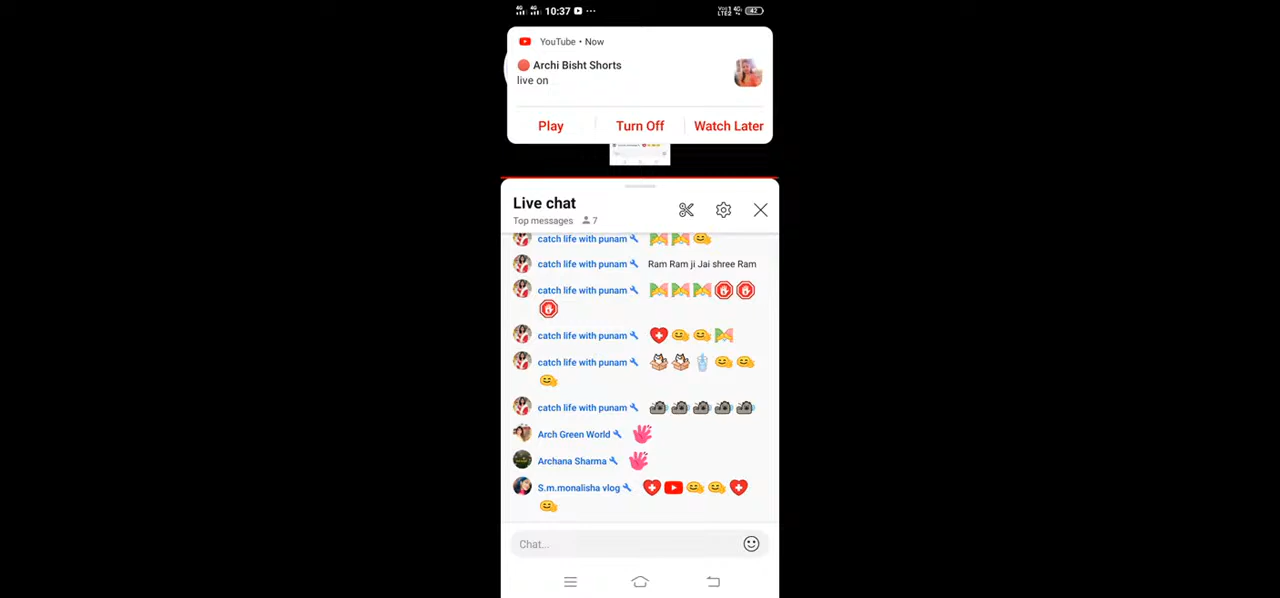 4G 4G 10:37 ...
42
YouTube • Now
Archi Bisht Shorts
live on
Play Turn Off Watch Later
Live chat
Top messages 7
catch life with punam
catch life with punam Ram Ram ji Jai shree Ram
catch life with punam
catch life with punam
catch life with punam
catch life with punam
Arch Green World
Archana Sharma
S.m.monalisha vlog
Chat...